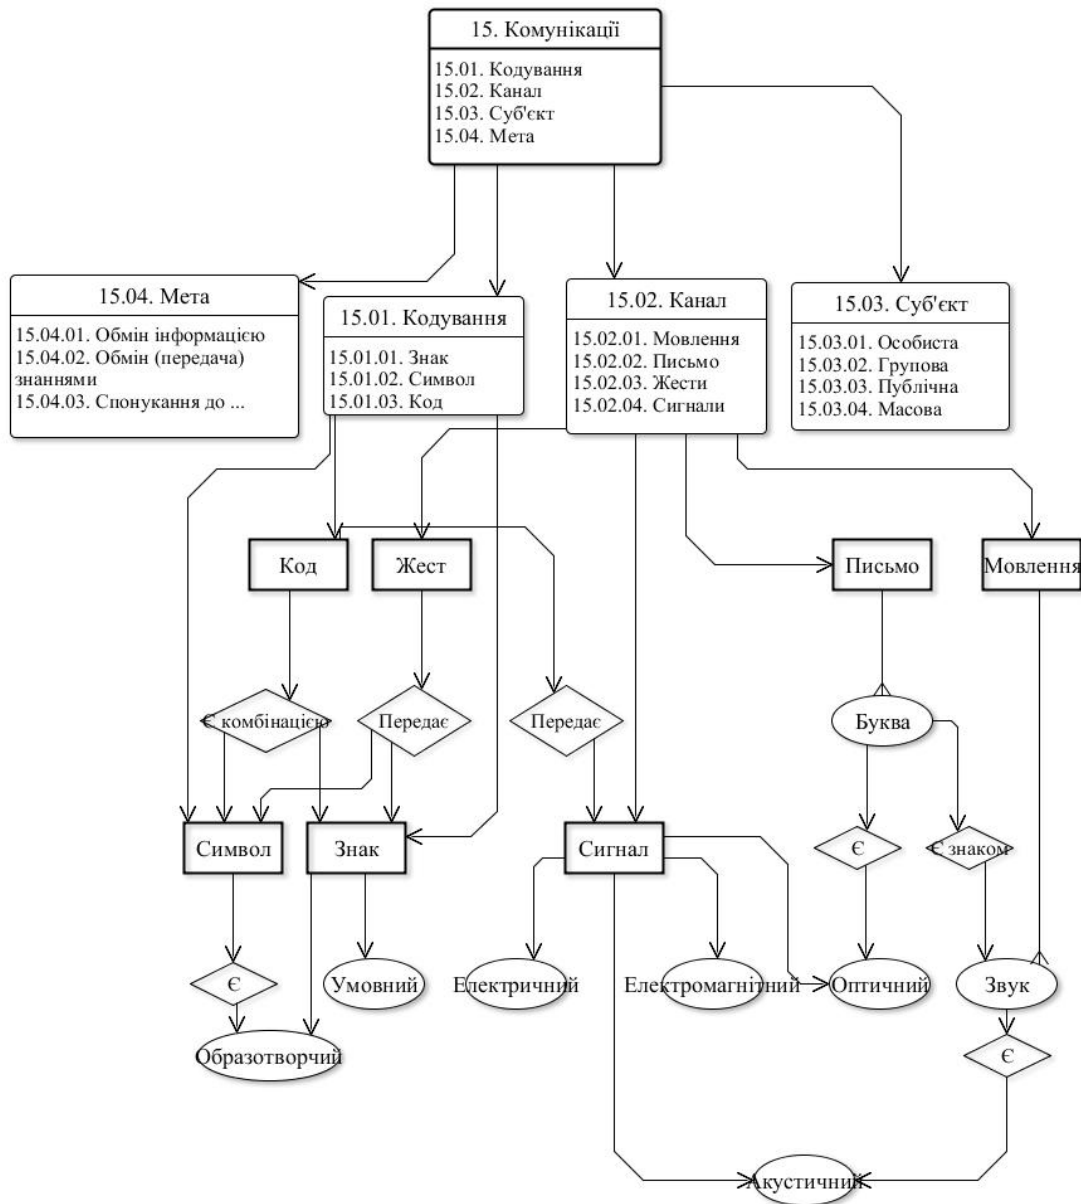 15. Комунікації
15.01. Кодування
15.02. Канал
15.03. Суб'єкт
15.04. Мета
15.04. Мета
15.04.01. Обмін інформацією
15.04.02. Обмін (передача)
знаннями
15.04.03. Спонукання до ...
15.01. Кодування
15.01.01. Знак
15.01.02. Символ
15.01.03. Код
15.02. Канал
15.02.01. Мовлення
15.02.02. Письмо
15.02.03. Жести
15.02.04. Сигнали
15.03. Суб'єкт
15.03.01. Особиста
15.03.02. Групова
15.03.03. Публічна
15.03.04. Масова
Код
Жест
Письмо
Мовлення
Є комбінацією
Передає
Передає
Буква
Символ
Знак
Сигнал
Є
Є знаком
Є
Умовний
Електричний
Електромагнітний
Оптичний
Звук
Образотворчий
Є
Акустичний